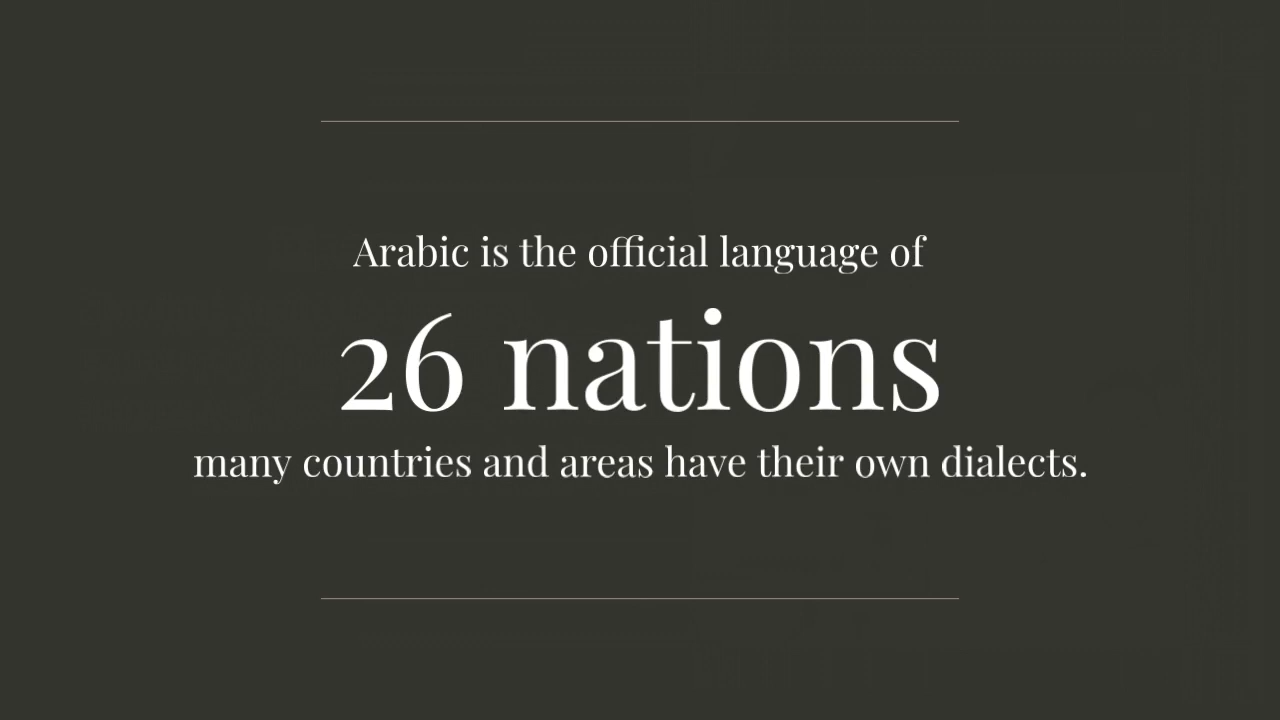 Arabic is the official language of
26 nations
many countries and areas have their own dialects.